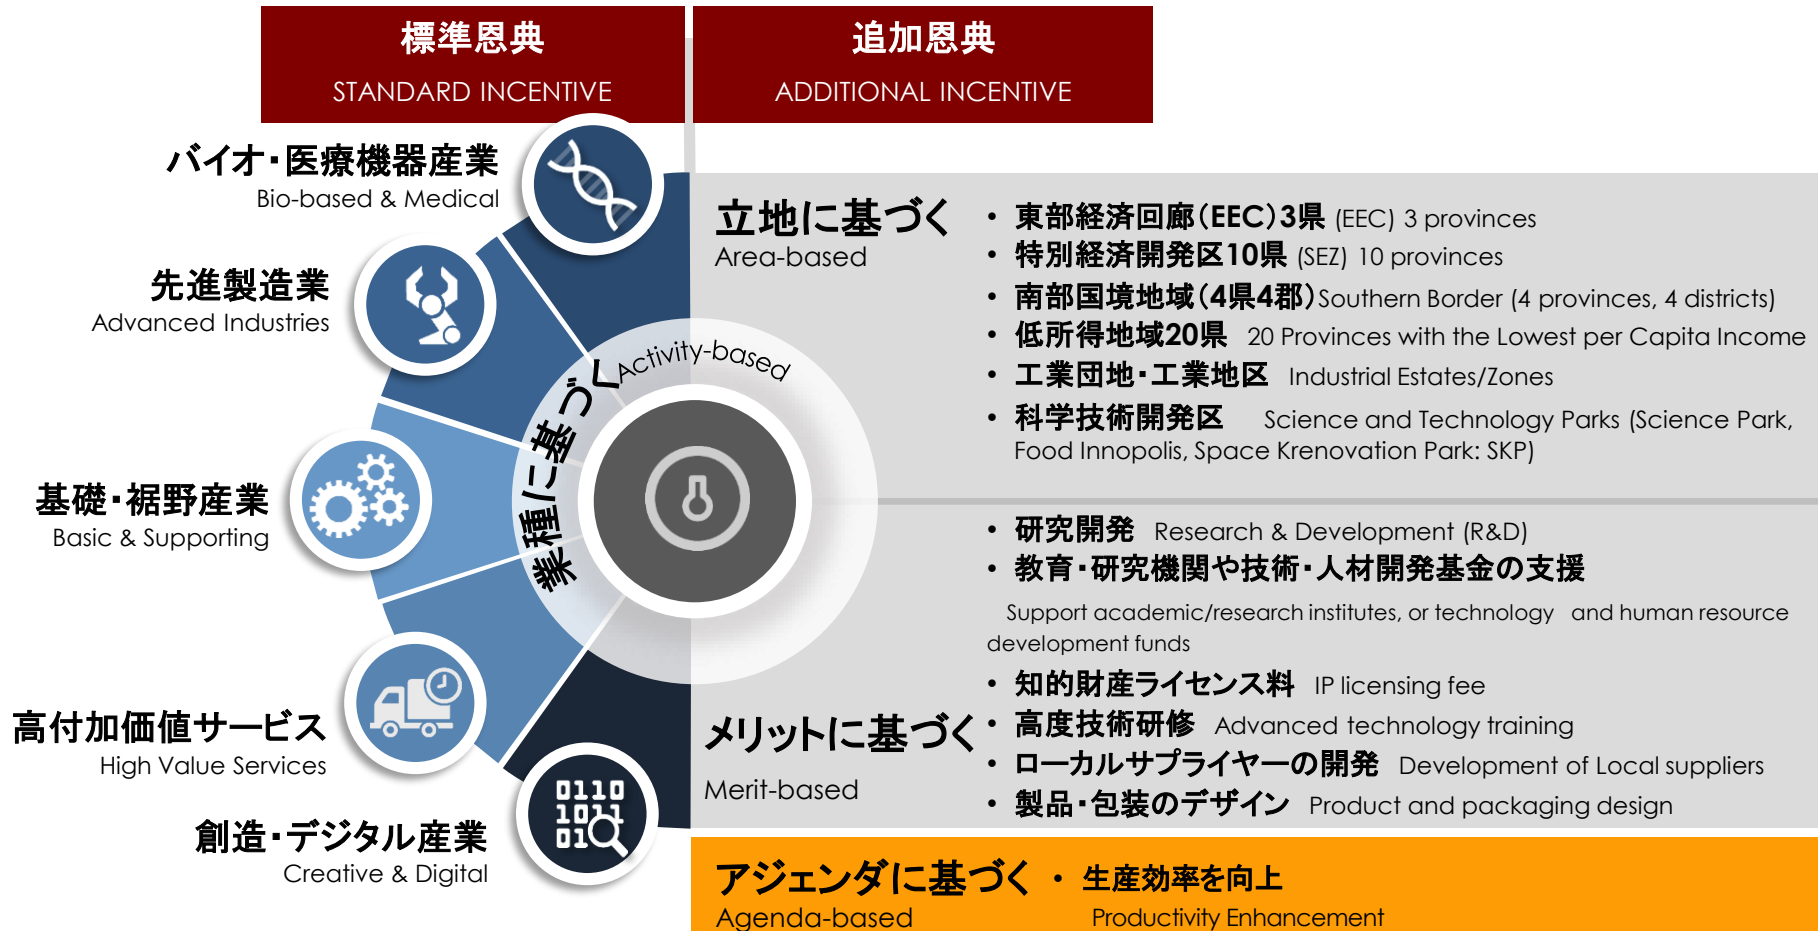 標準恩典
STANDARD INCENTIVE
追加恩典
ADDITIONAL INCENTIVE
バイオ・医療機器産業
Bio-based & Medical
先進製造業
Advanced Industries
基礎・裾野産業
Basic & Supporting
高付加価値サービス
High Value Services
創造・デジタル産業
Creative & Digital
業種に基づく
Activity-based
0110
1011
01
立地に基づく
Area-based
・ 東部経済回廊（EEC）3県 (EEC) 3 provinces
・ 特別経済開発区10県 (SEZ) 10 provinces
・ 南部国境地域（4県4郡）Southern Border (4 provinces, 4 districts)
・ 低所得地域20県 20 Provinces with the Lowest per Capita Income
・ 工業団地・工業地区 Industrial Estates/Zones
・ 科学技術開発区 Science and Technology Parks (Science Park,
Food Innopolis, Space Krenovation Park: SKP)
メリットに基づく
Merit-based
・ 研究開発 Research & Development (R&D)
・ 教育・研究機関や技術・人材開発基金の支援
Support academic/research institutes, or technology and human resource
development funds
・ 知的財産ライセンス料 IP licensing fee
・ 高度技術研修 Advanced technology training
・ ローカルサプライヤーの開発 Development of Local suppliers
・ 製品・包装のデザイン Product and packaging design
アジェンダに基づく
Agenda-based
・ 生産効率を向上
Productivity Enhancement